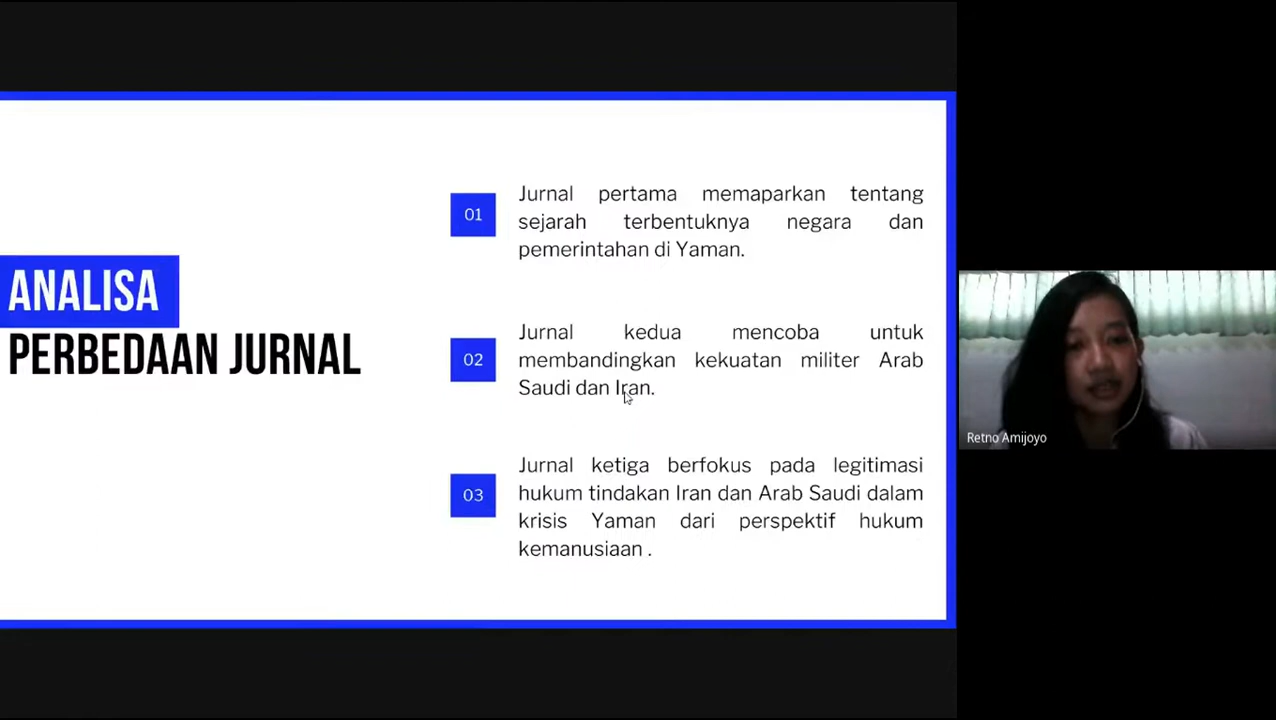 ANALISA
PERBEDAAN JURNAL
01
Jurnal pertama memaparkan tentang
sejarah terbentuknya negara dan
pemerintahan di Yaman.
02
Jurnal kedua mencoba untuk
membandingkan kekuatan militer Arab
Saudi dan Iran.
03
Jurnal ketiga berfokus pada legitimasi
hukum tindakan Iran dan Arab Saudi dalam
krisis Yaman dari perspektif hukum
kemanusiaan .
Retno Amijoyo